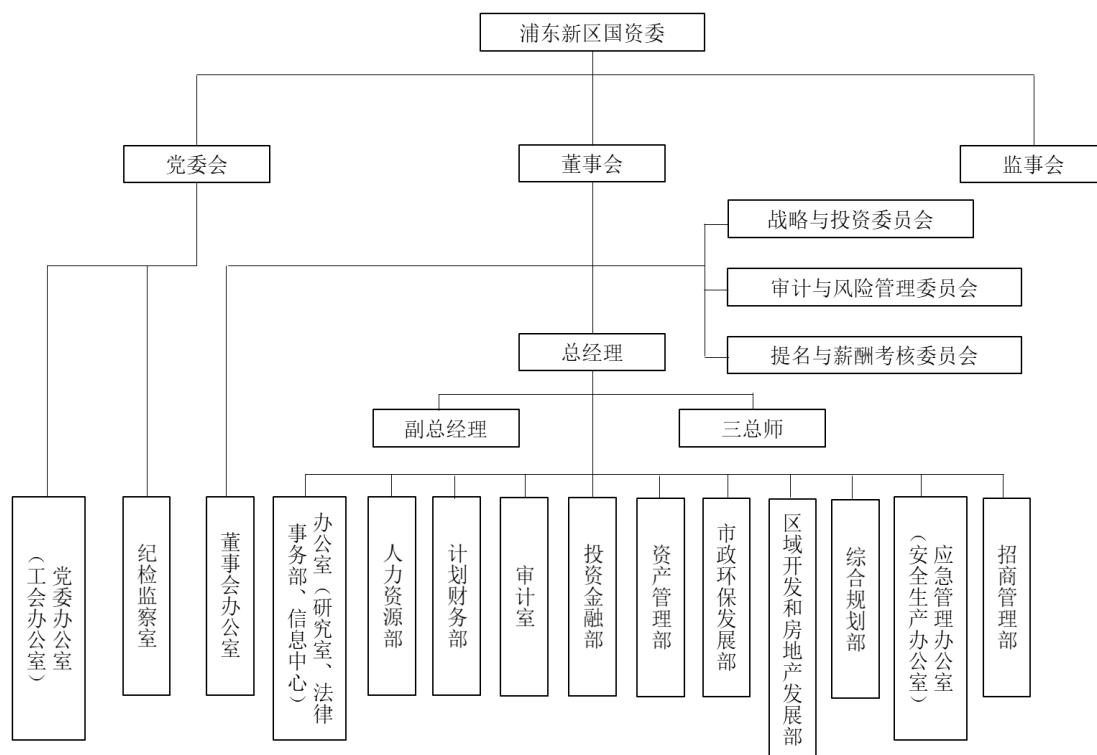 浦东新区国资委
党委会
董事会
监事会
战略与投资委员会
审计与风险管理委员会
提名与薪酬考核委员会
总经理
副总经理
三总师
党委办公室
（工会办公室）
纪检监察室
董事会办公室
办公室（研究室、法律
事务部、信息中心）
人力资源部
计划财务部
审计室
投资金融部
资产管理部
市政环保发展部
区域开发和房地产发展部
综合规划部
应急管理办公室
（安全生产办公室）
招商管理部